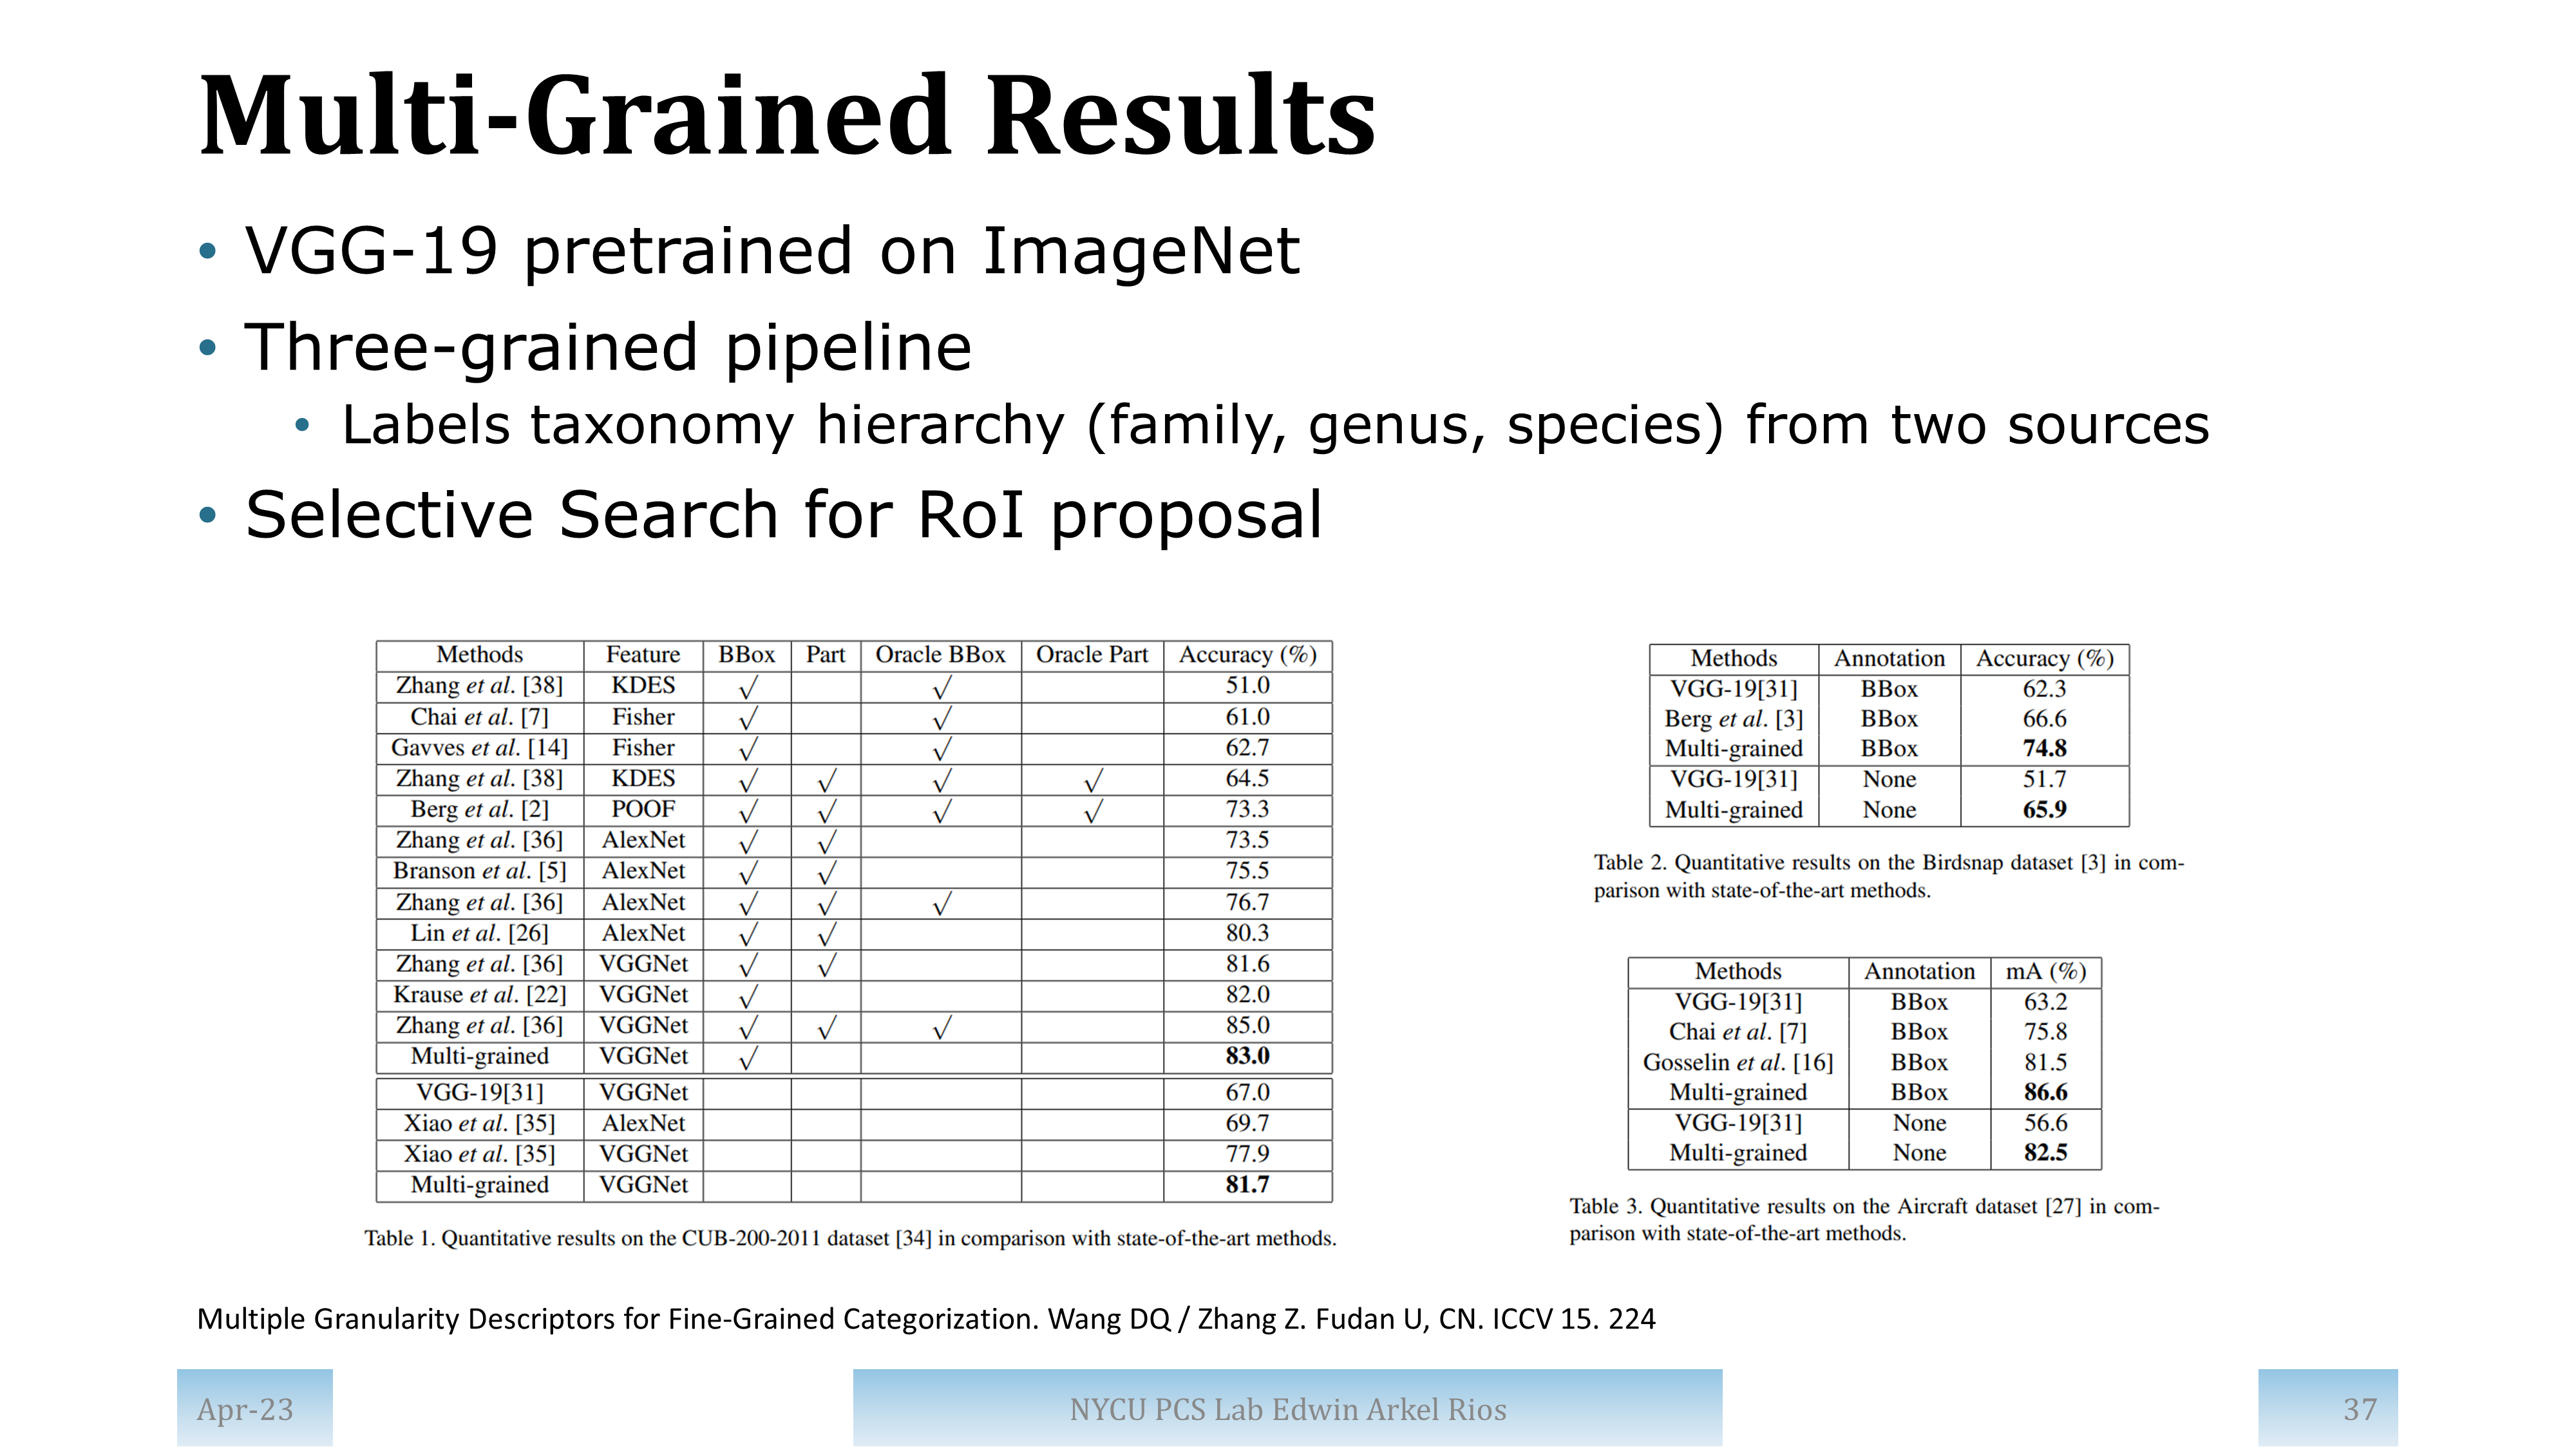 Multi-Grained Results
• VGG-19 pretrained on ImageNet
• Three-grained pipeline
• Labels taxonomy hierarchy (family, genus, species) from two sources
• Selective Search for RoI proposal
Methods Feature BBox Part Oracle BBox Oracle Part Accuracy (%)
Zhang et al. [38] KDES √ √ 51.0
Chai et al. [7] Fisher √ √ 61.0
Gavves et al. [14] Fisher √ √ 62.7
Zhang et al. [38] KDES √ √ √ √ 64.5
Berg et al. [2] POOF √ √ √ √ 73.3
Zhang et al. [36] AlexNet √ √ 73.5
Branson et al. [5] AlexNet √ √ 75.5
Zhang et al. [36] AlexNet √ √ √ 76.7
Lin et al. [26] AlexNet √ √ 80.3
Zhang et al. [36] VGGNet √ √ 81.6
Krause et al. [22] VGGNet √ 82.0
Zhang et al. [36] VGGNet √ √ √ 85.0
Multi-grained VGGNet √ 83.0
VGG-19[31] VGGNet 67.0
Xiao et al. [35] AlexNet 69.7
Xiao et al. [35] VGGNet 77.9
Multi-grained VGGNet 81.7
Table 1. Quantitative results on the CUB-200-2011 dataset [34] in comparison with state-of-the-art methods.
Methods Annotation Accuracy (%)
VGG-19[31] BBox 62.3
Berg et al. [3] BBox 66.6
Multi-grained BBox 74.8
VGG-19[31] None 51.7
Multi-grained None 65.9
Table 2. Quantitative results on the Birdsnap dataset [3] in com-
parison with state-of-the-art methods.
Methods Annotation mA (%)
VGG-19[31] BBox 63.2
Chai et al. [7] BBox 75.8
Gosselin et al. [16] BBox 81.5
Multi-grained BBox 86.6
VGG-19[31] None 56.6
Multi-grained None 82.5
Table 3. Quantitative results on the Aircraft dataset [27] in com-
parison with state-of-the-art methods.
Multiple Granularity Descriptors for Fine-Grained Categorization. Wang DQ / Zhang Z. Fudan U, CN. ICCV 15. 224
Apr-23
NYCU PCS Lab Edwin Arkel Rios
37